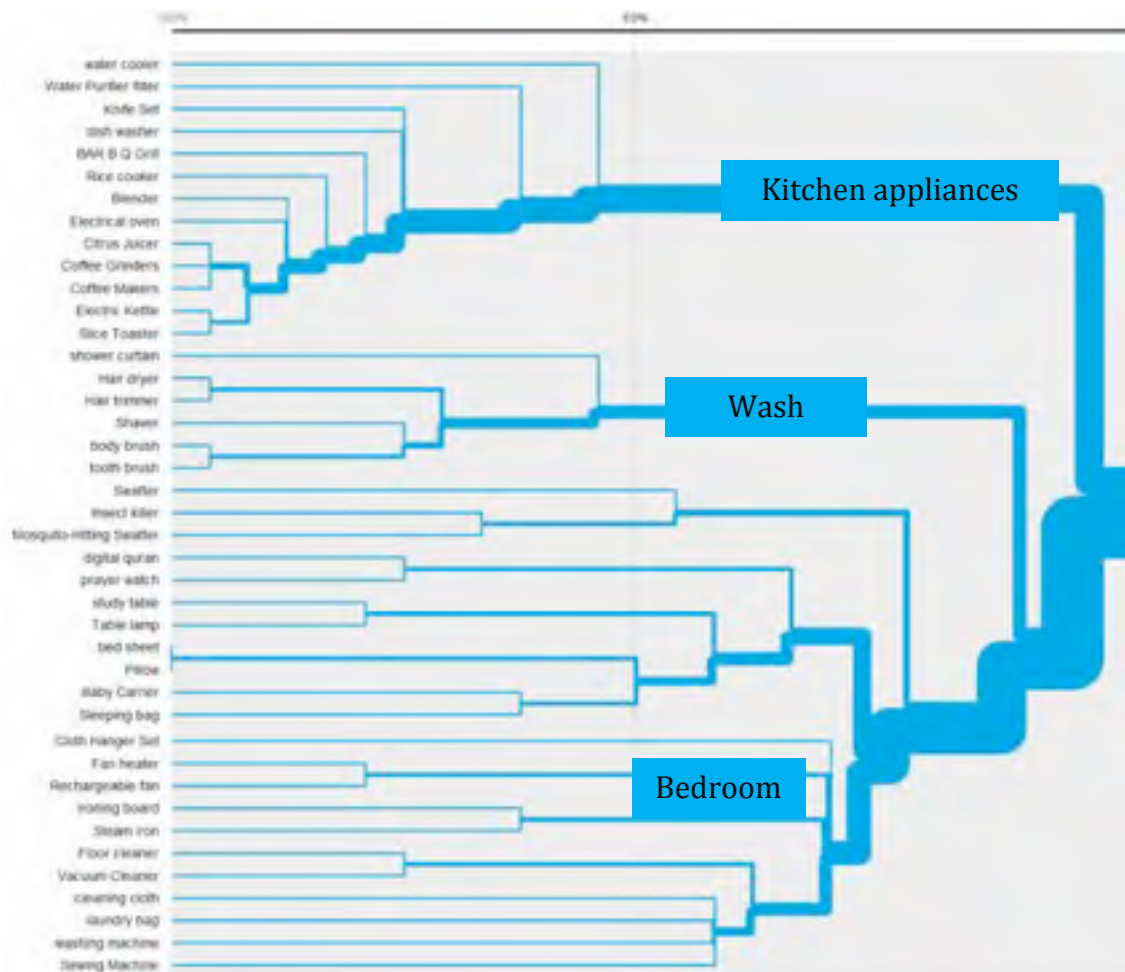 100%
50%
water cooler
Water Purifier filter
Knife Set
dish washer
BAR B Q Grill
Rice cooker
Blender
Electrical oven
Citrus Juicer
Coffee Grinders
Coffee Makers
Electric Kettle
Slice Toaster
shower curtain
Hair dryer
Hair trimmer
Shaver
body brush
tooth brush
Swatter
Insect killer
Mosquito-Hitting Swatter
digital quran
prayer watch
study table
Table lamp
bed sheet
Pillow
Baby Carrier
Sleeping bag
Cloth Hanger Set
Fan heater
Rechargeable fan
Ironing board
Steam iron
Floor cleaner
Vacuum Cleaner
cleaning cloth
laundry bag
washing machine
Sewing Machine
Kitchen appliances
Wash
Bedroom